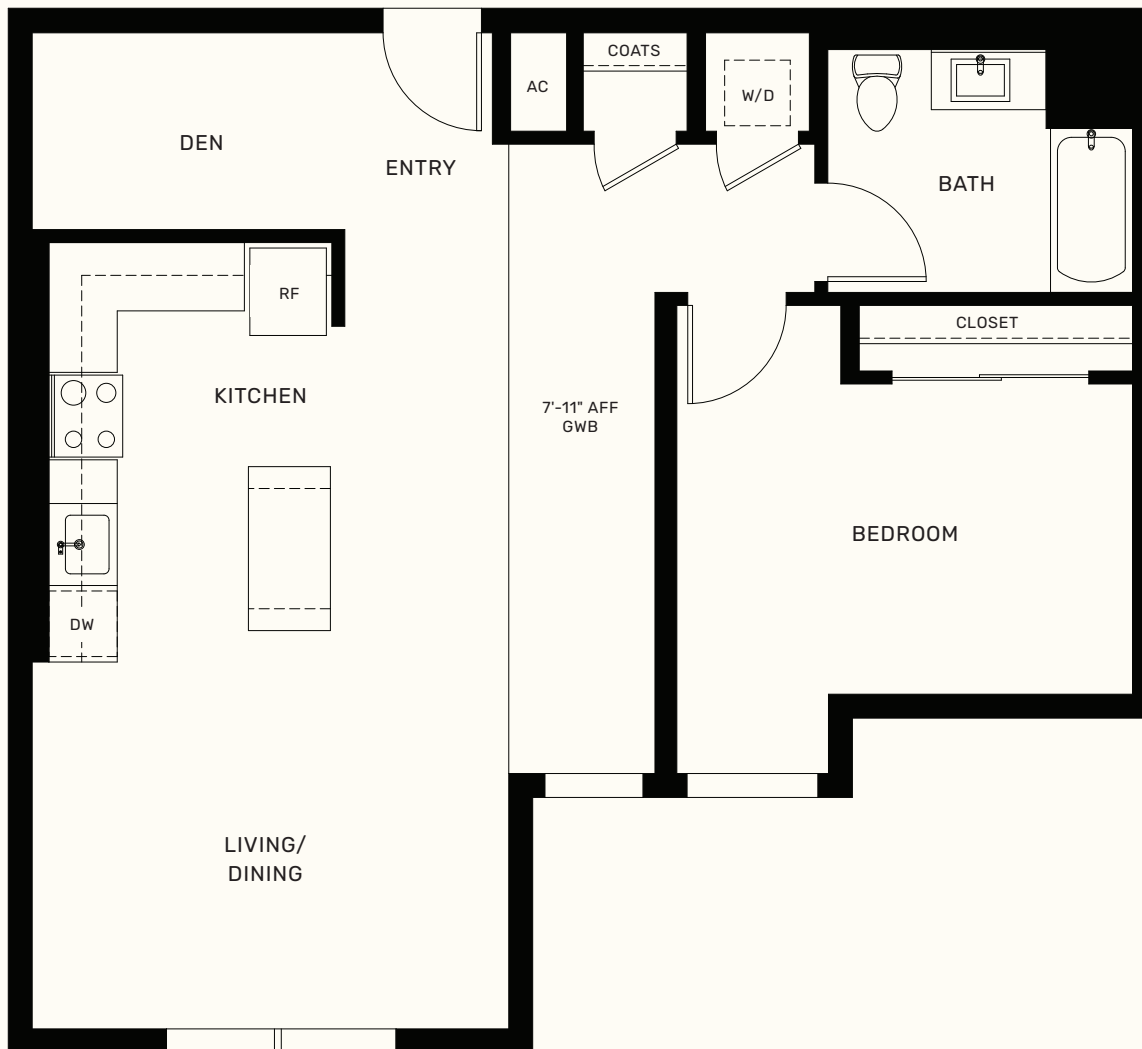 COATS
AC
W/D
DEN
ENTRY
BATH
RF
CLOSET
KITCHEN
7'-11" AFF
GWB
BEDROOM
DW
LIVING/
DINING